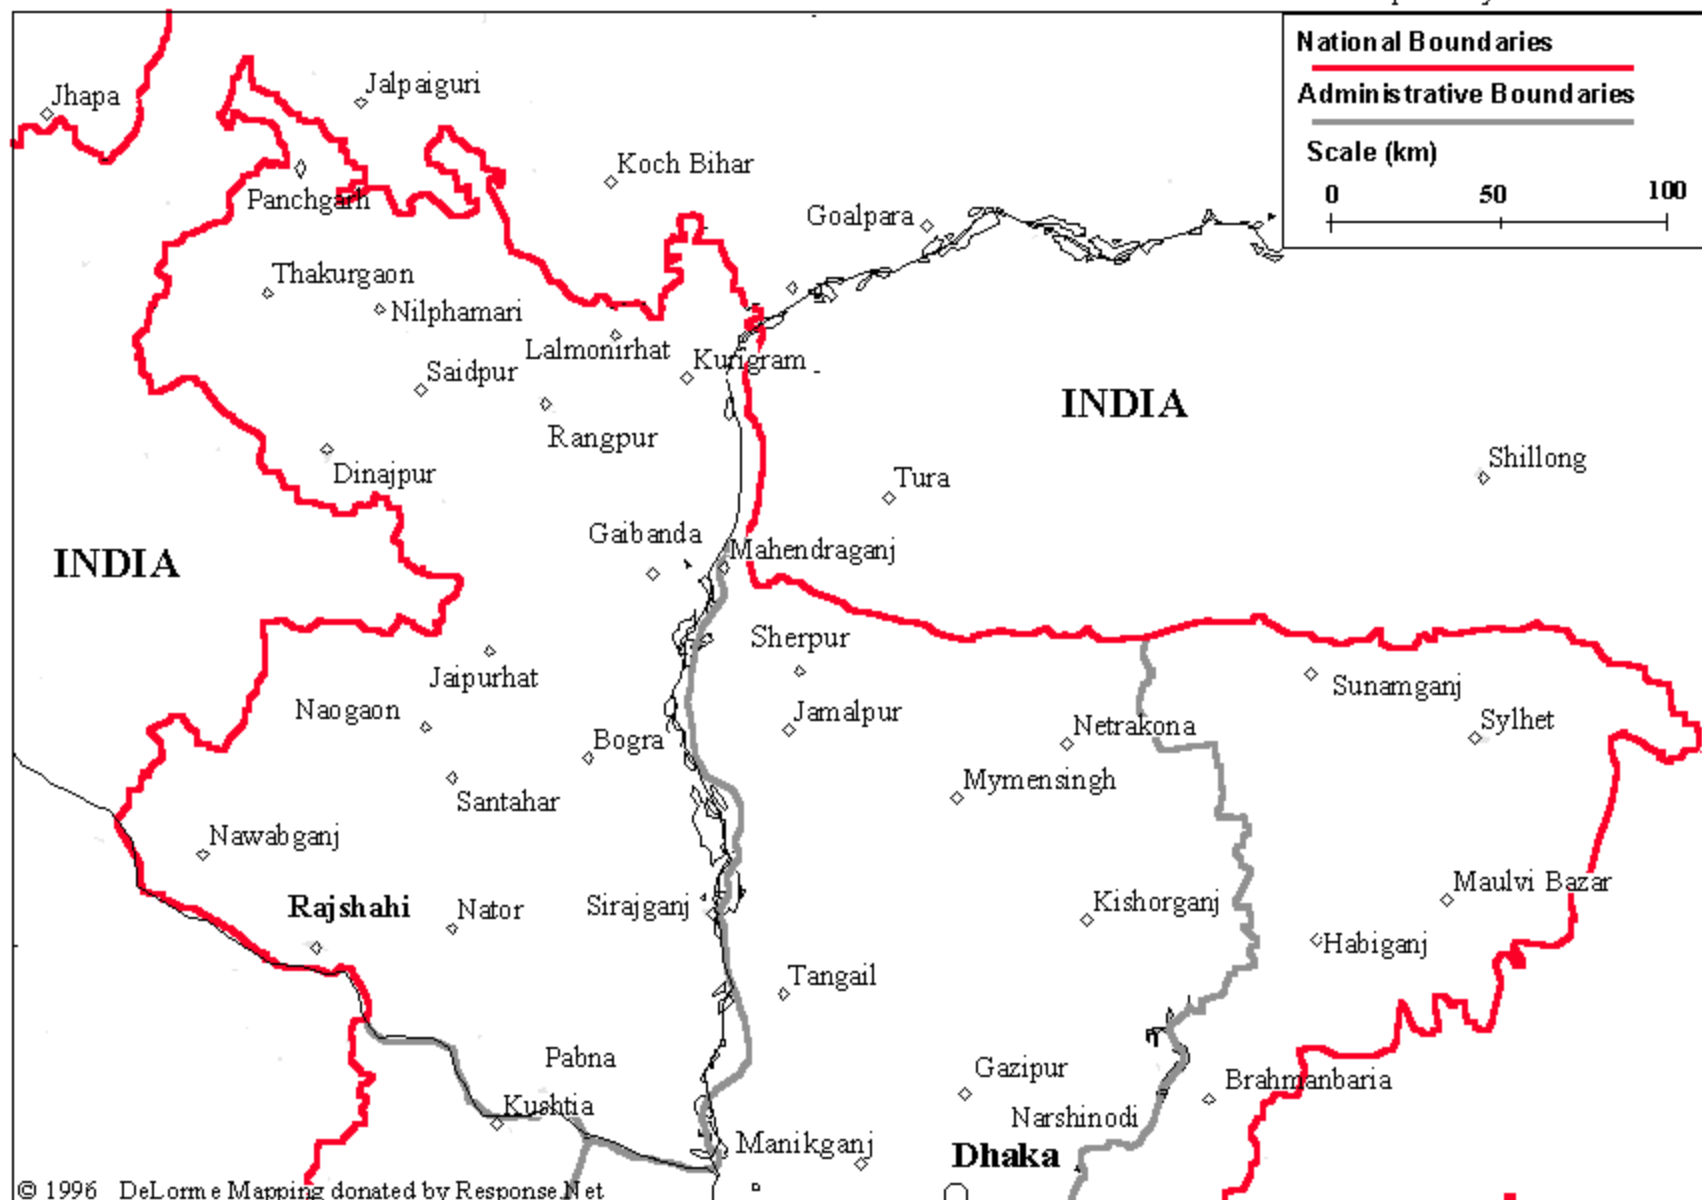 National Boundaries
Administrative Boundaries
Scale (km)
0 50 100
Jhapa
Jalpaiguri
Koch Bihar
Panchgarh
Goalpara
Thakurgaon
Nilphamari
Lalmonirhat
Kurigram
Saidpur
INDIA
Rangpur
Dinajpur
Tura
Shillong
Gaibanda
Mahendraganj
INDIA
Sherpur
Jaipurhat
Sunamganj
Naogaon
Jamalpur
Netrakona
Sylhet
Bogra
Mymensingh
Santahar
Nawabganj
Maulvi Bazar
Rajshahi
Nator
Sirajganj
Kishorganj
Habiganj
Tangail
Pabna
Gazipur
Brahmanbaria
Kushtia
Narshinodi
Manikganj
Dhaka
© 1996 DeLorme Mapping donated by Response.Net